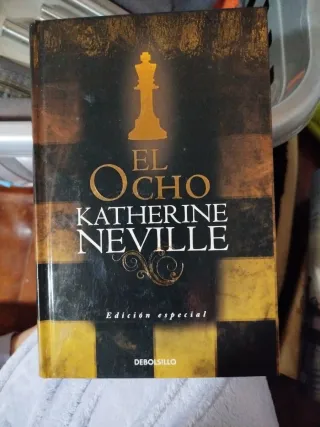 EL
OCHO
KATHERINE
NEVILLE
Edición especial
DEBOLSILLO